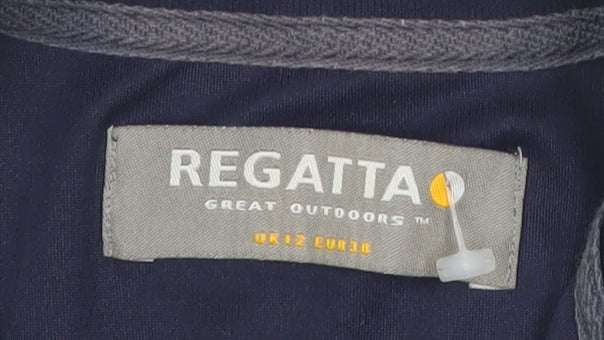 REGATTA
GREAT OUTDOORS ™
UK12 EUR38